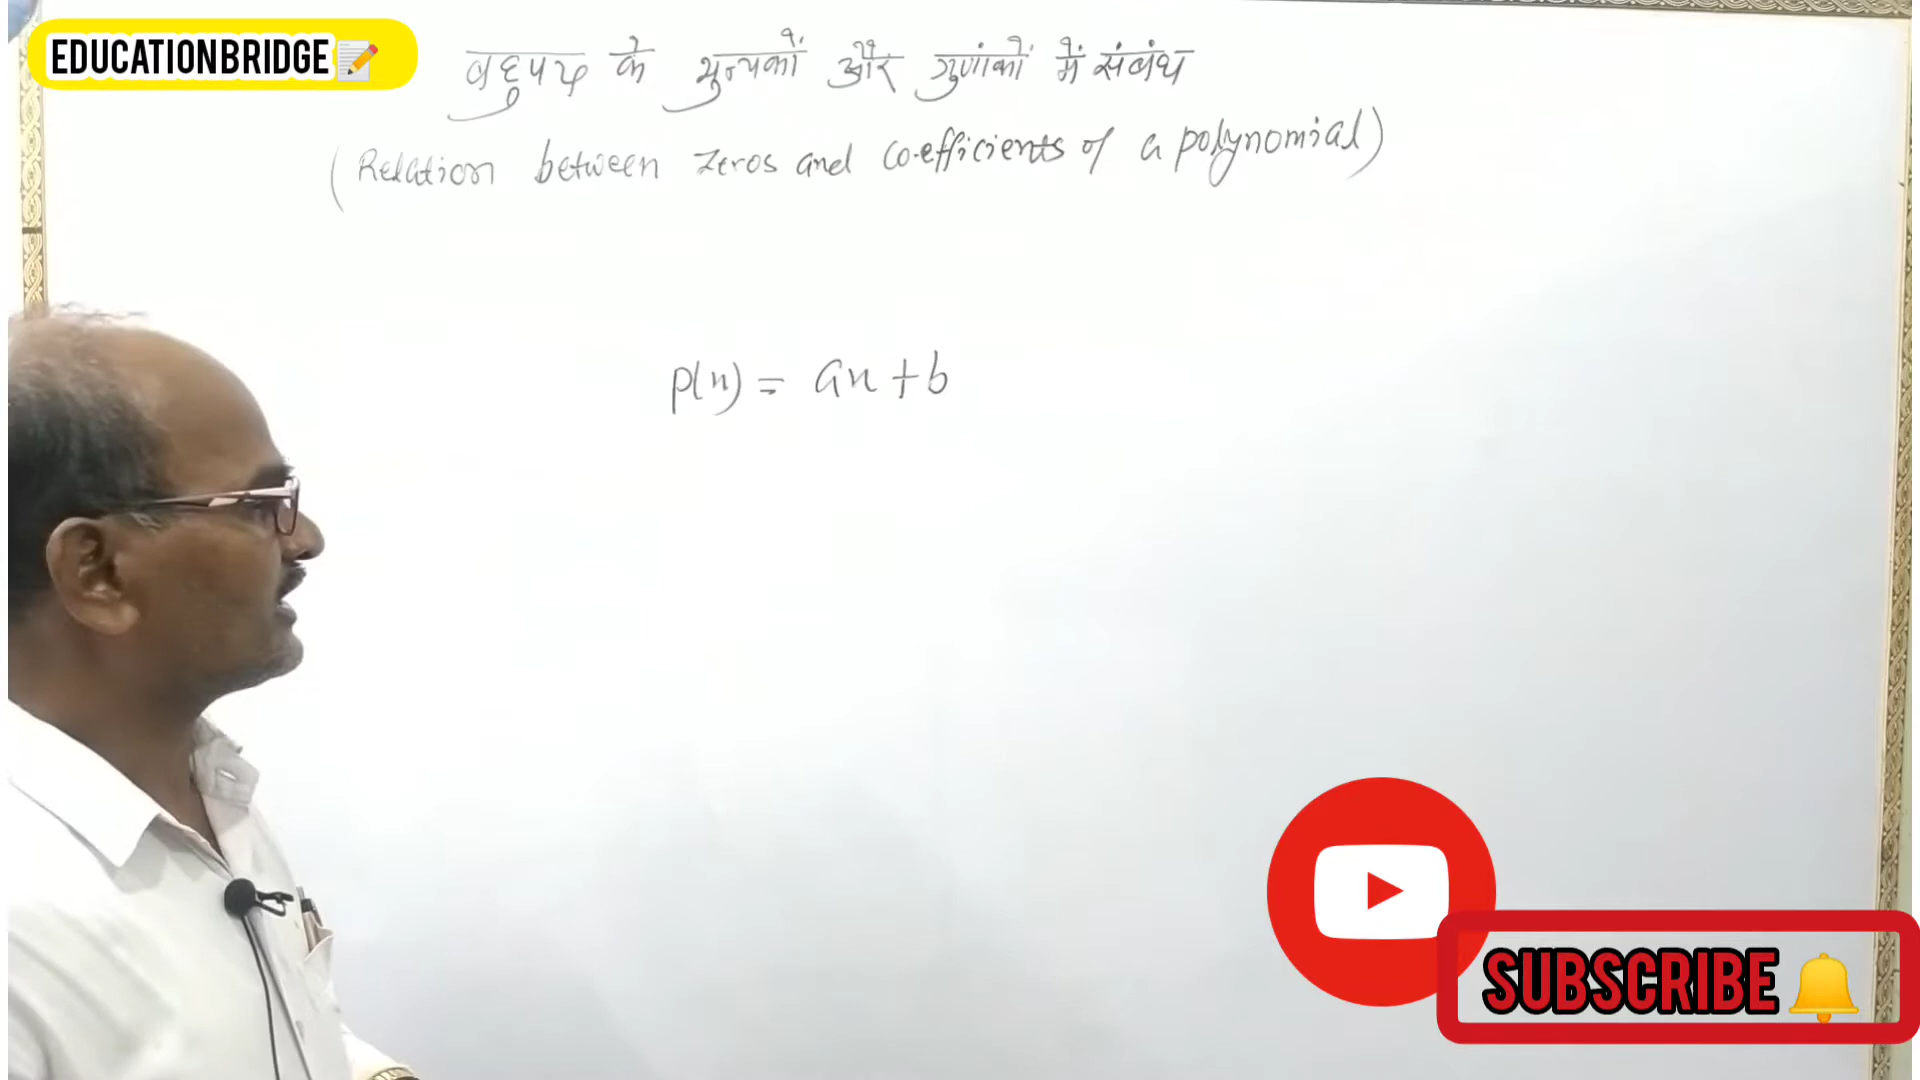 EDUCATIONBRIDGE
बहुपद के शुन्यकों और गुणांकों में संबंध
(Relation between zeros and co-efficients of a polynomial)
p(x) = ax + b
SUBSCRIBE